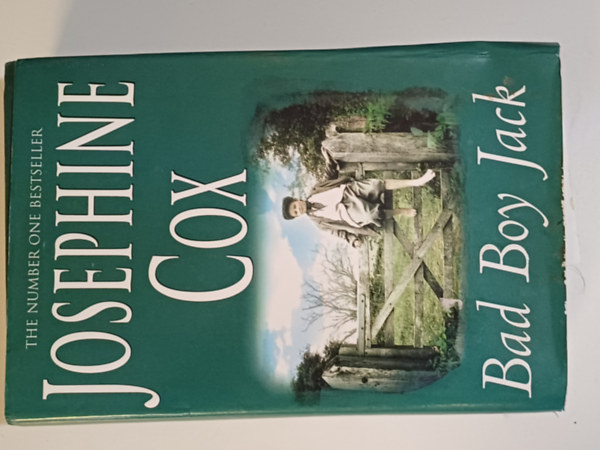 THE NUMBER ONE BESTSELLER
JOSEPHINE
COX
Bad Boy Jack